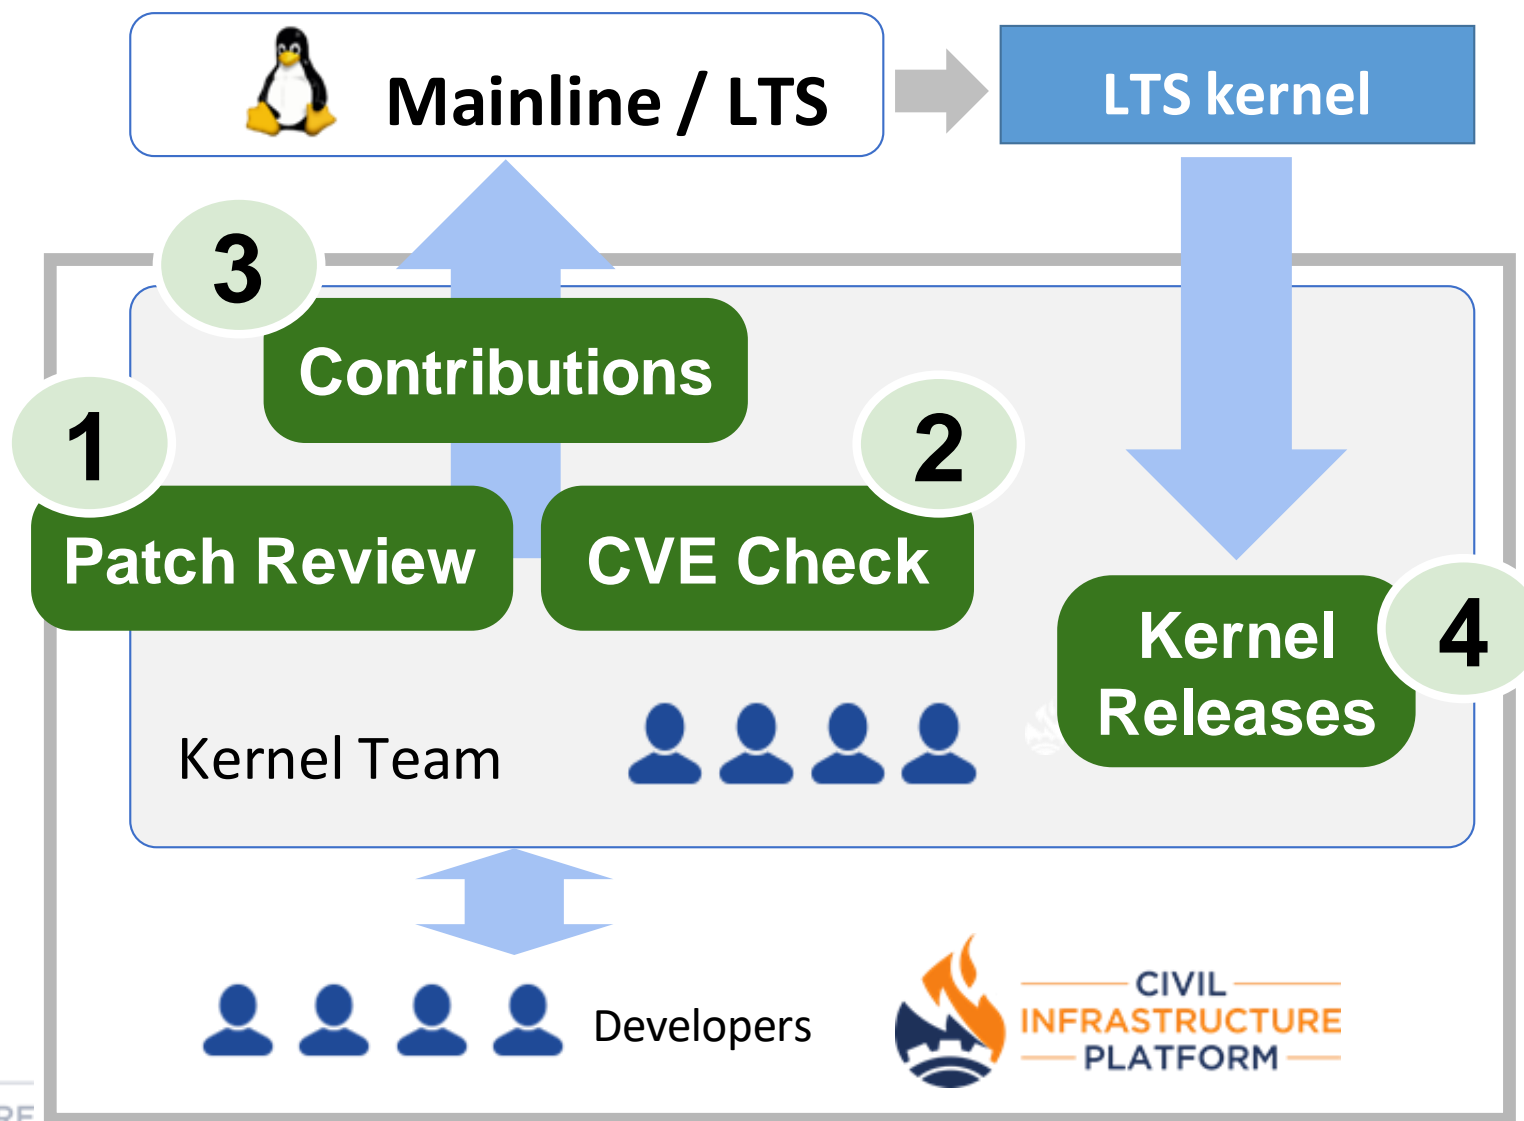 Mainline / LTS
LTS kernel
3
Contributions
1
Patch Review
2
CVE Check
4
Kernel
Releases
Kernel Team
Developers
CIVIL
INFRASTRUCTURE
PLATFORM
RE